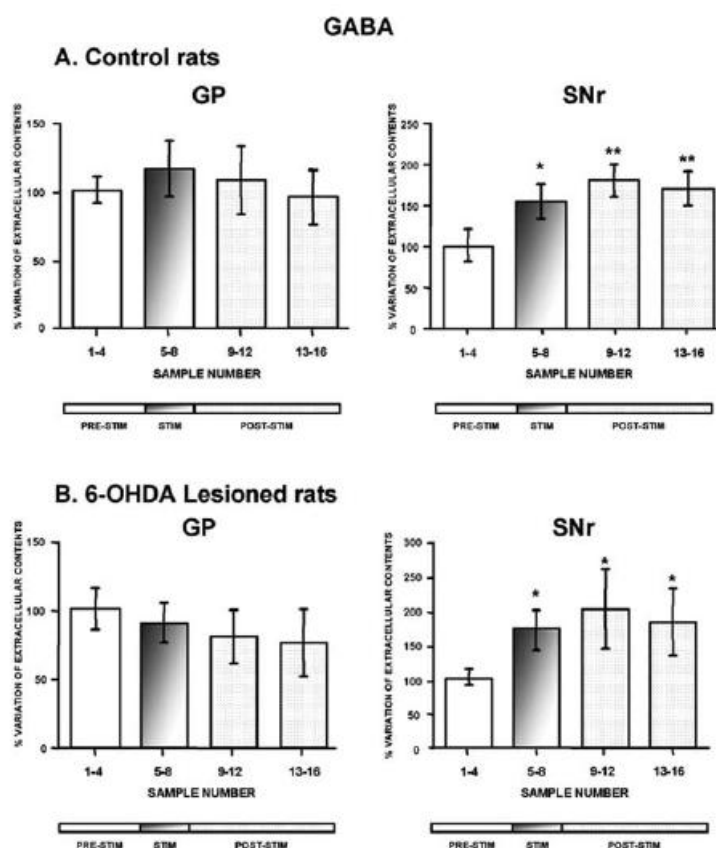 GABA
A. Control rats
GP
% VARIATION OF EXTRACELLULAR CONTENTS
150
100
50
0
1-4 5-8 9-12 13-16
SAMPLE NUMBER
PRE-STIM STIM POST-STIM
SNr
% VARIATION OF EXTRACELLULAR CONTENTS
250
200
150
100
50
0
* ** **
1-4 5-8 9-12 13-16
SAMPLE NUMBER
PRE-STIM STIM POST-STIM
B. 6-OHDA Lesioned rats
GP
% VARIATION OF EXTRACELLULAR CONTENTS
150
100
50
0
1-4 5-8 9-12 13-16
SAMPLE NUMBER
PRE-STIM STIM POST-STIM
SNr
% VARIATION OF EXTRACELLULAR CONTENTS
300
250
200
150
100
50
0
* * *
1-4 5-8 9-12 13-16
SAMPLE NUMBER
PRE-STIM STIM POST-STIM